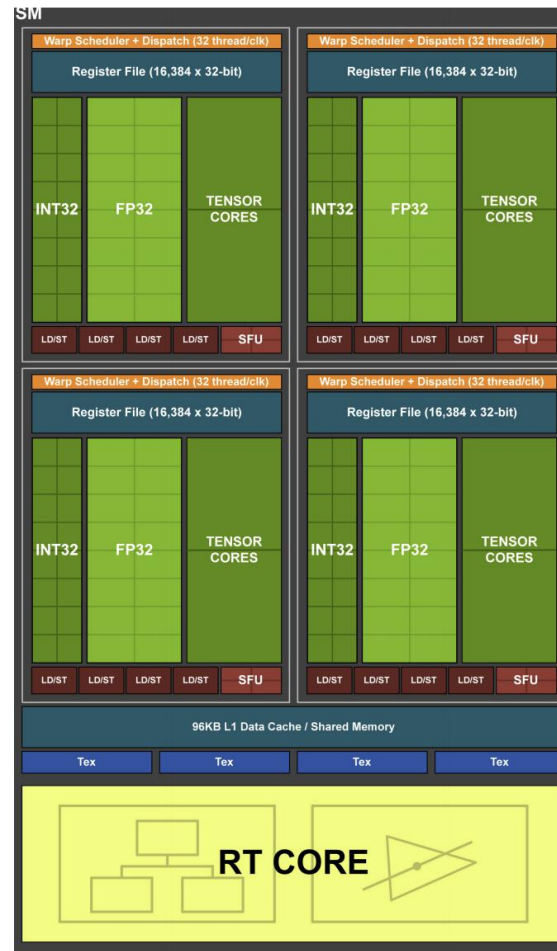 SM
Warp Scheduler + Dispatch (32 thread/clk)
Register File (16,384 x 32-bit)
INT32
FP32
TENSOR
CORES
LD/ST LD/ST LD/ST LD/ST SFU
Warp Scheduler + Dispatch (32 thread/clk)
Register File (16,384 x 32-bit)
INT32
FP32
TENSOR
CORES
LD/ST LD/ST LD/ST LD/ST SFU
Warp Scheduler + Dispatch (32 thread/clk)
Register File (16,384 x 32-bit)
INT32
FP32
TENSOR
CORES
LD/ST LD/ST LD/ST LD/ST SFU
Warp Scheduler + Dispatch (32 thread/clk)
Register File (16,384 x 32-bit)
INT32
FP32
TENSOR
CORES
LD/ST LD/ST LD/ST LD/ST SFU
96KB L1 Data Cache / Shared Memory
Tex Tex Tex Tex
RT CORE